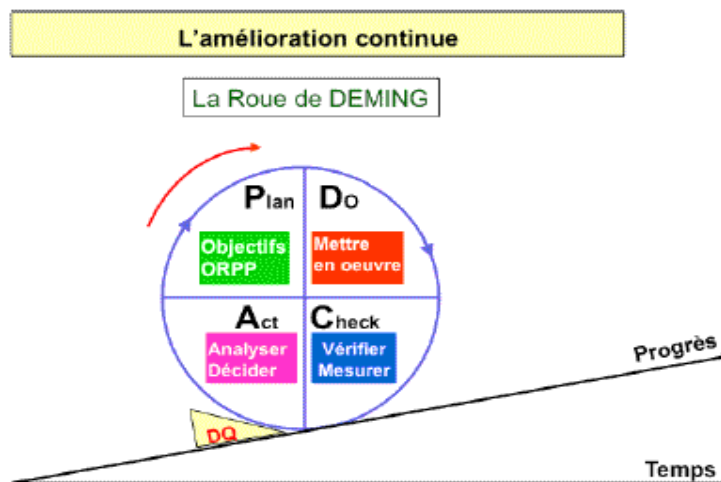 L'amélioration continue
La Roue de DEMING
Plan
Do
Objectifs
ORPP
Mettre
en oeuvre
Act
Check
Analyser
Décider
Vérifier
Mesurer
Progrès
DQ
Temps